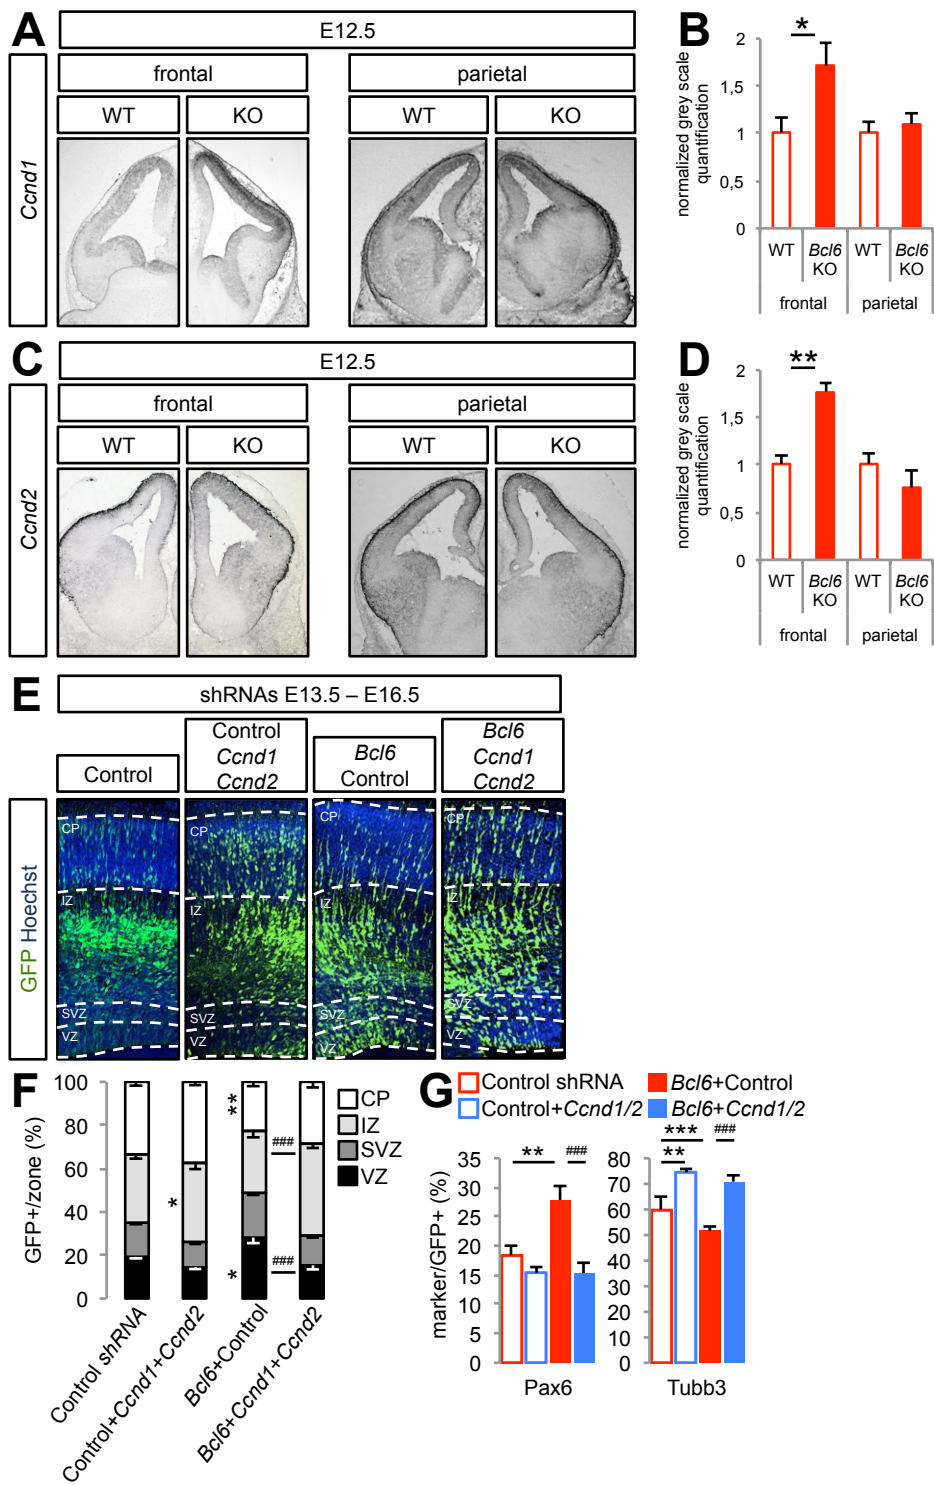 A
E12.5
frontal
parietal
WT
KO
WT
KO
Ccnd1
B
normalized grey scale
quantification
2
1,5
1
0,5
0
*
WT
Bcl6
KO
WT
Bcl6
KO
frontal
parietal
C
E12.5
frontal
parietal
WT
KO
WT
KO
Ccnd2
D
normalized grey scale
quantification
2
1,5
1
0,5
0
**
WT
Bcl6
KO
WT
Bcl6
KO
frontal
parietal
E
shRNAs E13.5 – E16.5
Control
Control
Ccnd1
Ccnd2
Bcl6
Control
Bcl6
Ccnd1
Ccnd2
GFP Hoechst
CP
IZ
SVZ
VZ
CP
IZ
SVZ
VZ
CP
IZ
SVZ
VZ
CP
IZ
SVZ
VZ
F
GFP+/zone (%)
100
80
60
40
20
0
*
**
*
###
###
CP
IZ
SVZ
VZ
Control shRNA
Control+Ccnd1+Ccnd2
Bcl6+Control
Bcl6+Ccnd1+Ccnd2
G
Control shRNA
Bcl6+Control
Control+Ccnd1/2
Bcl6+Ccnd1/2
marker/GFP+ (%)
35
30
25
20
15
10
5
0
**
###
Pax6
80
70
60
50
40
30
20
10
0
***
**
###
Tubb3